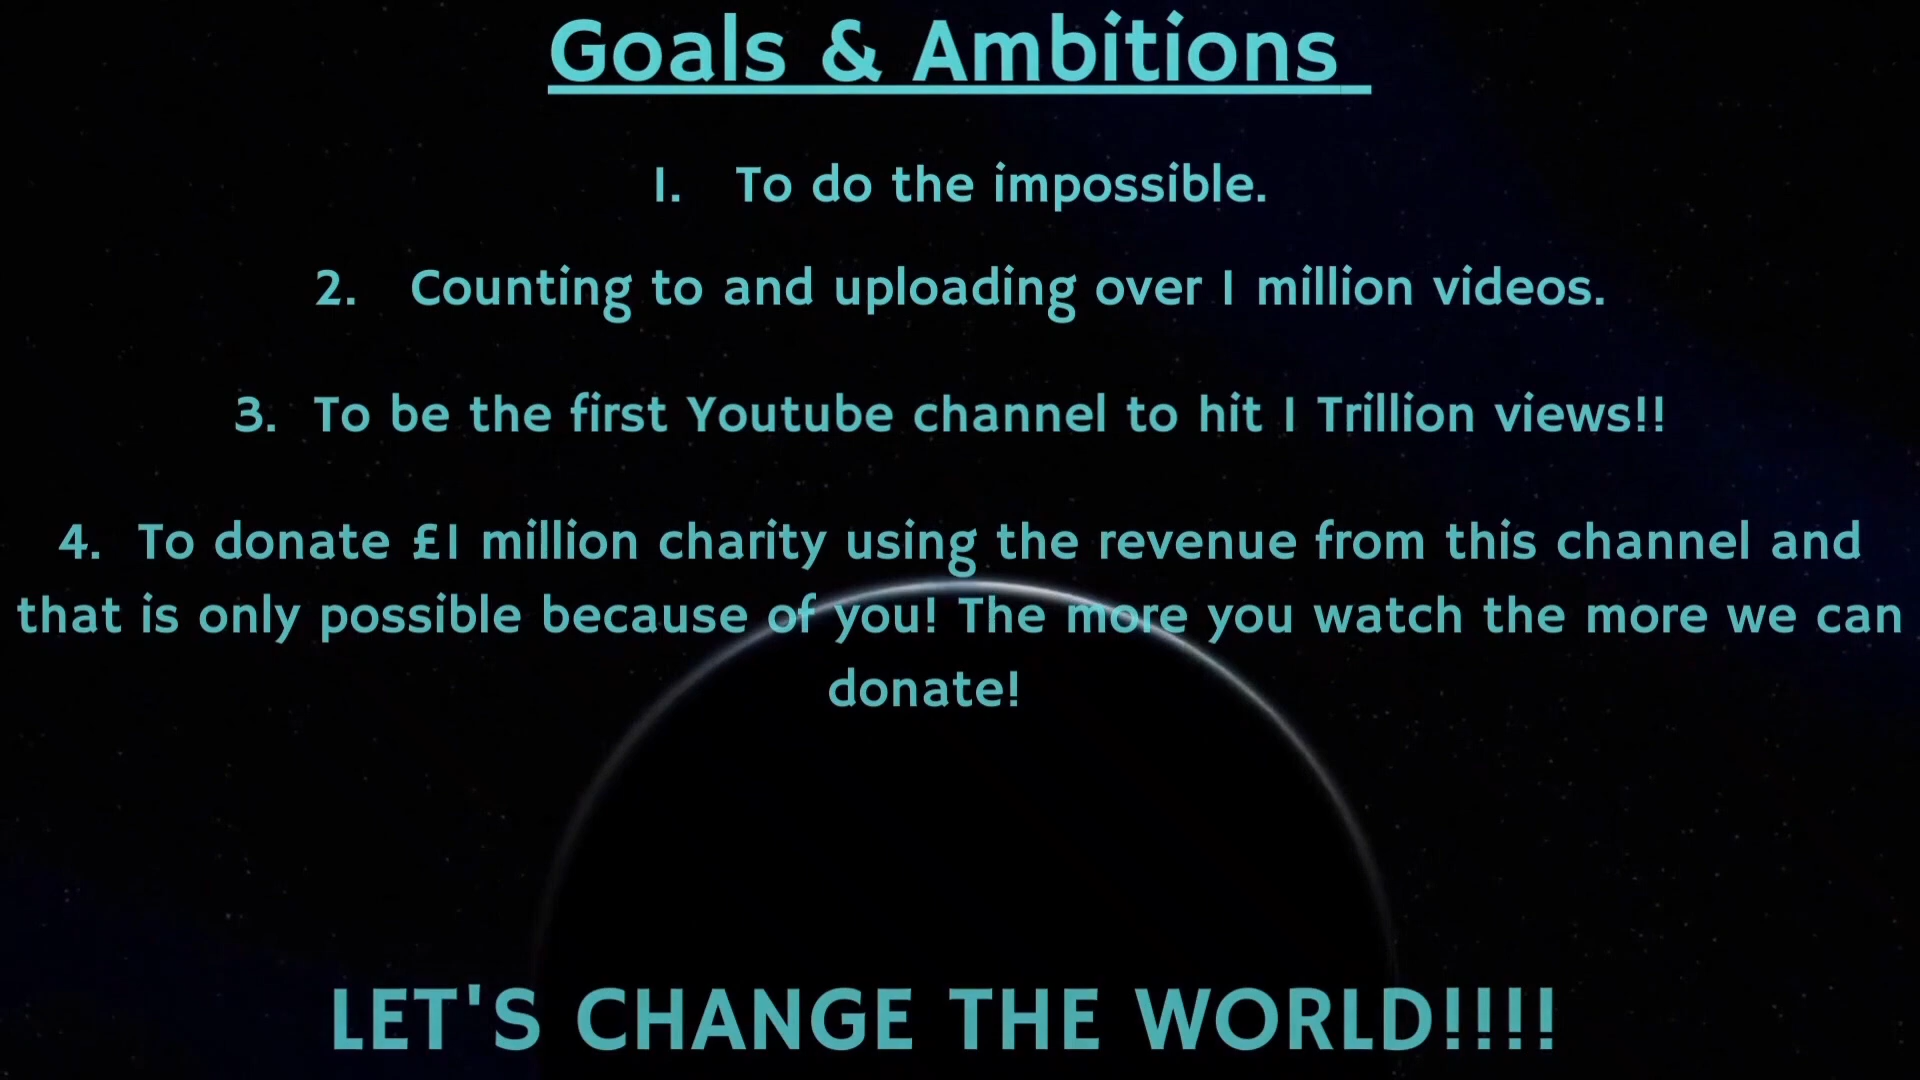 Goals & Ambitions
1. To do the impossible.
2. Counting to and uploading over 1 million videos.
3. To be the first Youtube channel to hit 1 Trillion views!!
4. To donate £1 million charity using the revenue from this channel and
that is only possible because of you! The more you watch the more we can
donate!
LET'S CHANGE THE WORLD!!!!